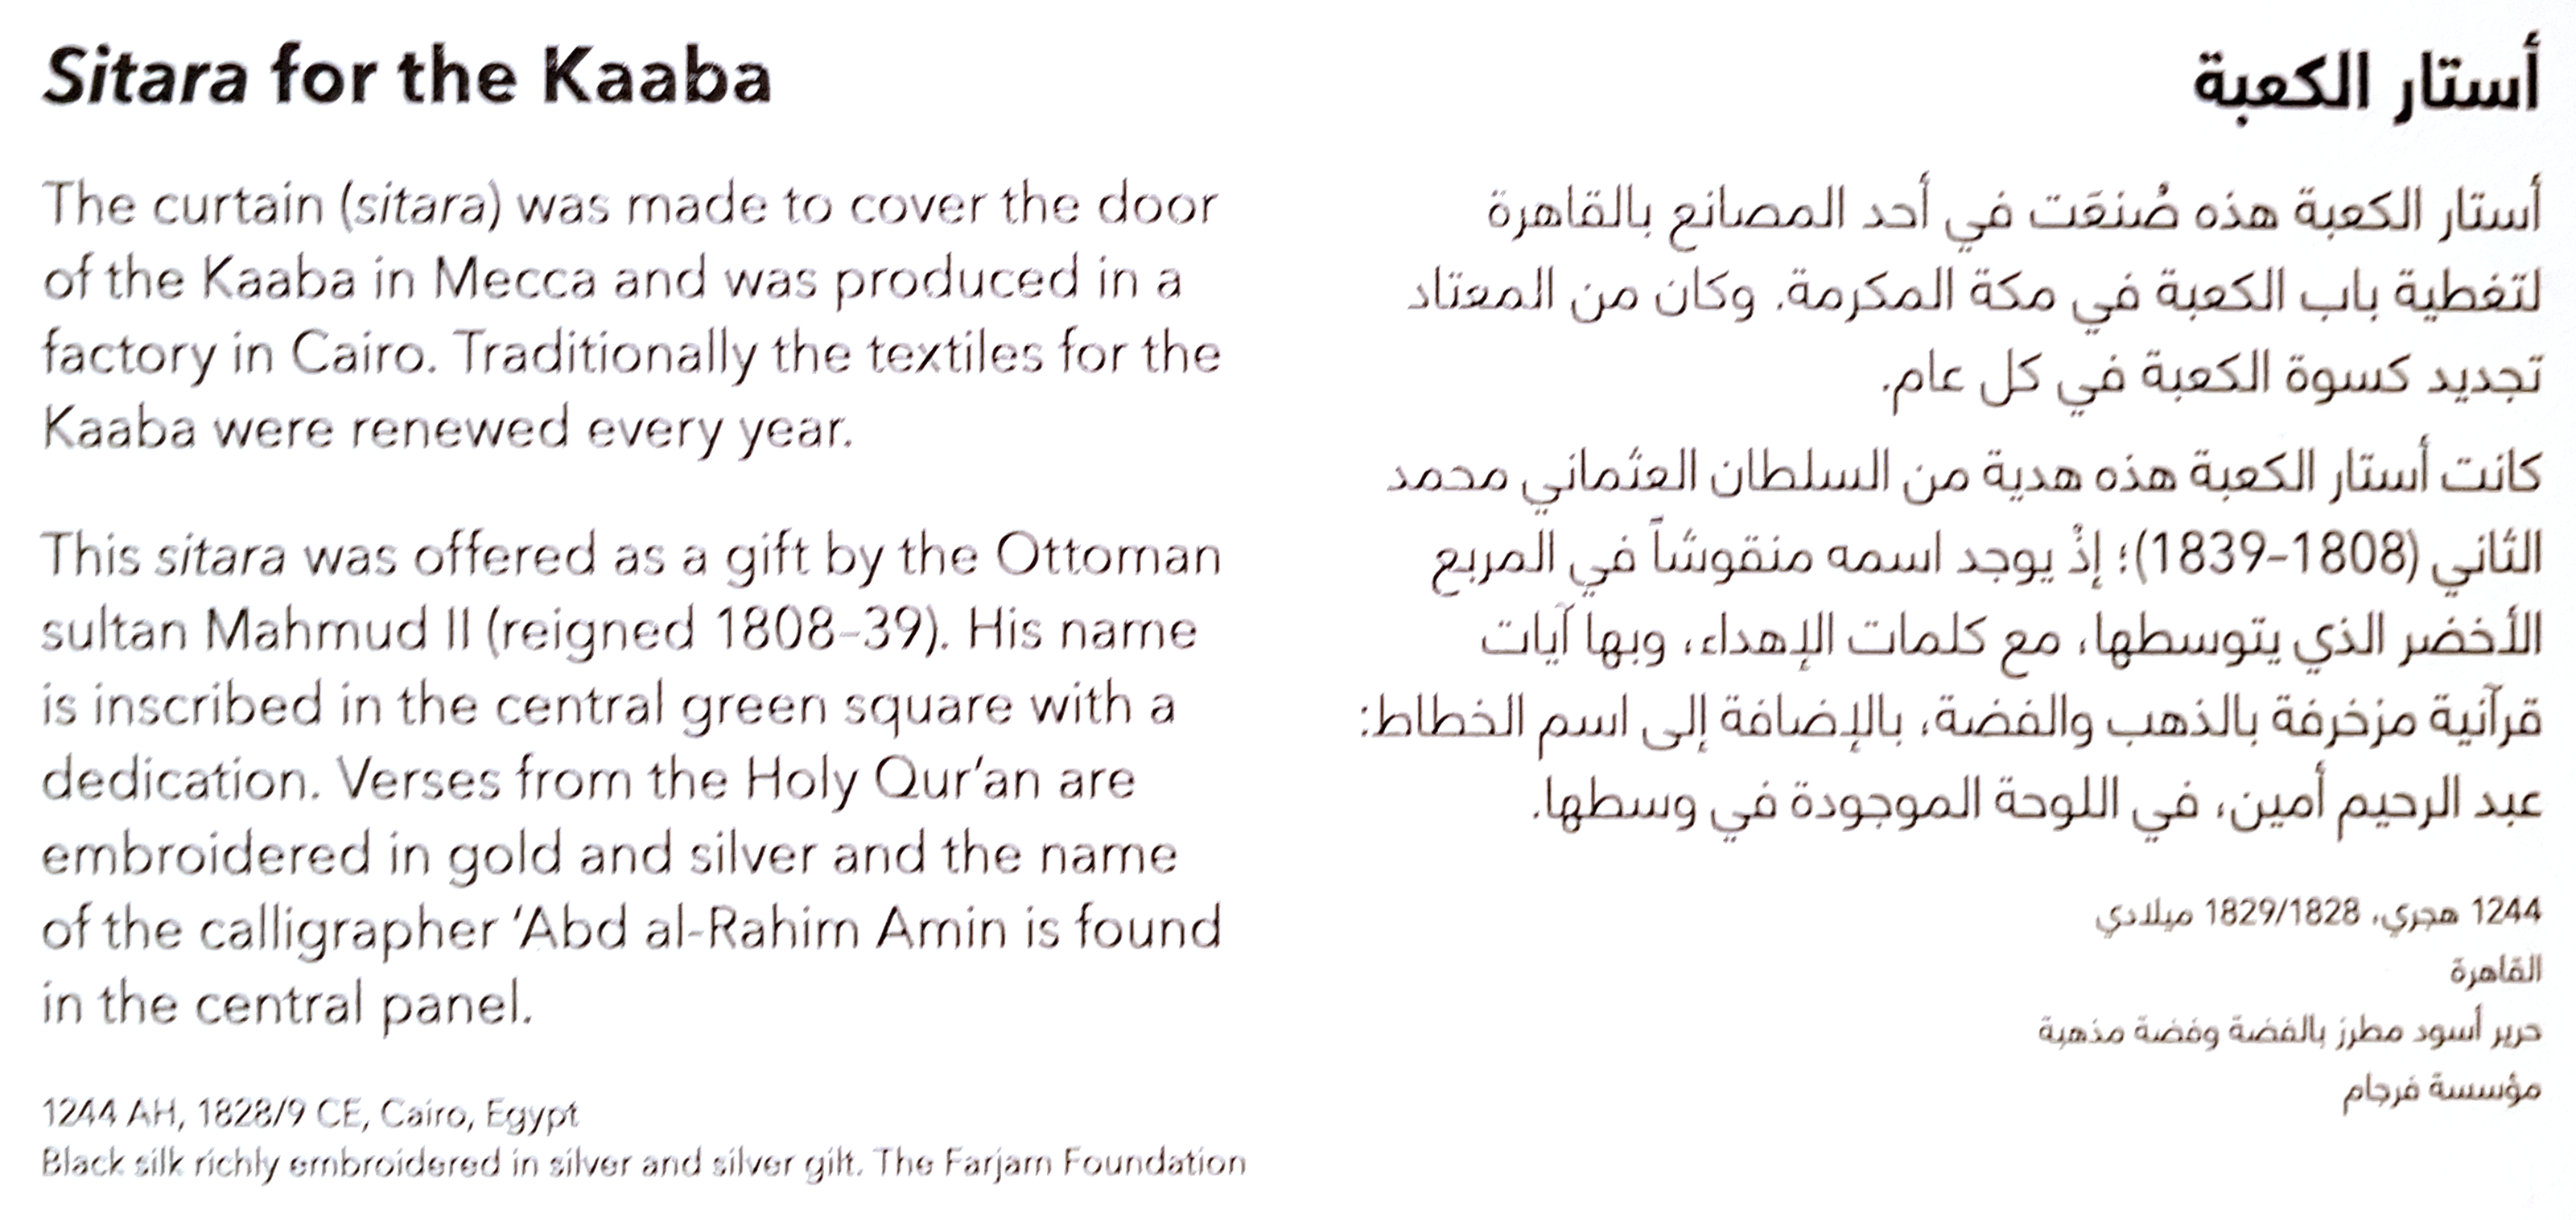 Sitara for the Kaaba
The curtain (sitara) was made to cover the door
of the Kaaba in Mecca and was produced in a
factory in Cairo. Traditionally the textiles for the
Kaaba were renewed every year.
This sitara was offered as a gift by the Ottoman
sultan Mahmud II (reigned 1808–39). His name
is inscribed in the central green square with a
dedication. Verses from the Holy Qur'an are
embroidered in gold and silver and the name
of the calligrapher 'Abd al-Rahim Amin is found
in the central panel.
1244 AH, 1828/9 CE, Cairo, Egypt
Black silk richly embroidered in silver and silver gilt. The Farjam Foundation
أستار الكعبة
أستار الكعبة هذه صُنعَت في أحد المصانع بالقاهرة
لتغطية باب الكعبة في مكة المكرمة. وكان من المعتاد
تجديد كسوة الكعبة في كل عام.
كانت أستار الكعبة هذه هدية من السلطان العثماني محمد
الثاني (1808-1839)؛ إذْ يوجد اسمه منقوشاً في المربع
الأخضر الذي يتوسطها، مع كلمات الإهداء، وبها آيات
قرآنية مزخرفة بالذهب والفضة، بالإضافة إلى اسم الخطاط:
عبد الرحيم أمين، في اللوحة الموجودة في وسطها.
1244 هجري، 1829/1828 ميلادي
القاهرة
حرير أسود مطرز بالفضة وفضة مذهبة
مؤسسة فرجام